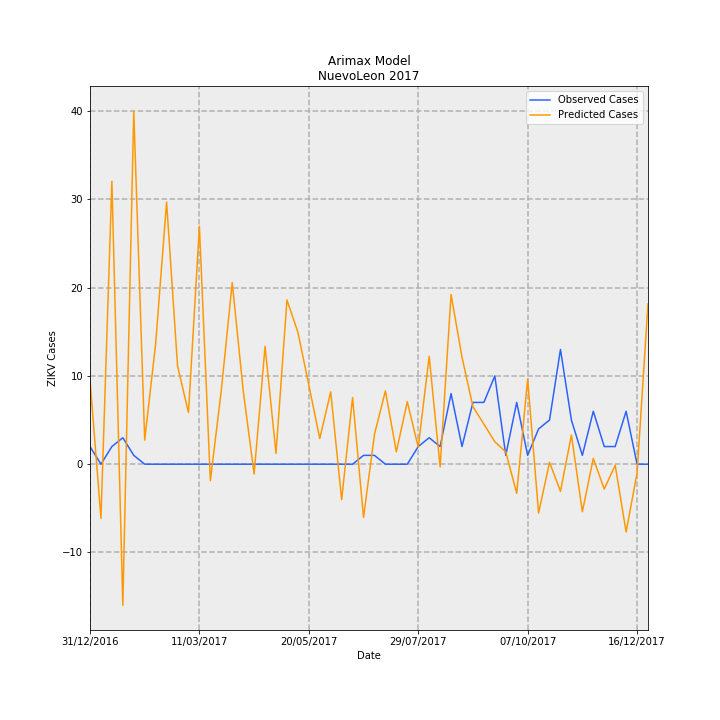 Arimax Model
NuevoLeon 2017
Observed Cases
Predicted Cases
ZIKV Cases
40
30
20
10
0
−10
31/12/2016
11/03/2017
20/05/2017
29/07/2017
07/10/2017
16/12/2017
Date